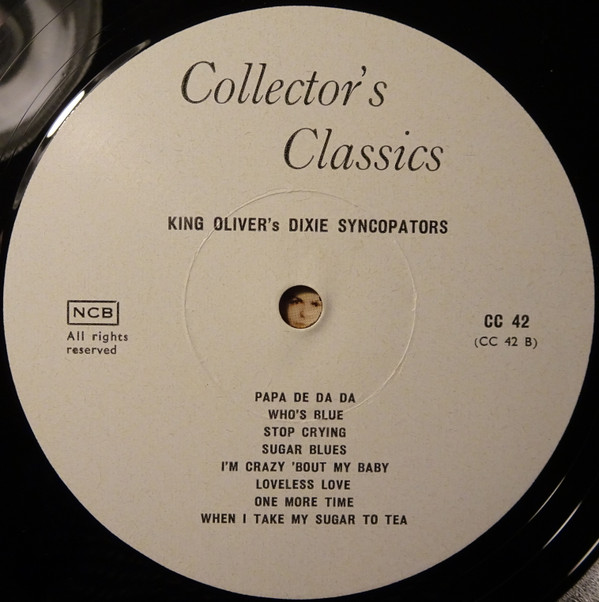 Collector's
Classics
KING OLIVER's DIXIE SYNCOPATORS
NCB
All rights
reserved
CC 42
(CC 42 B)
PAPA DE DA DA
WHO'S BLUE
STOP CRYING
SUGAR BLUES
I'M CRAZY 'BOUT MY BABY
LOVELESS LOVE
ONE MORE TIME
WHEN I TAKE MY SUGAR TO TEA